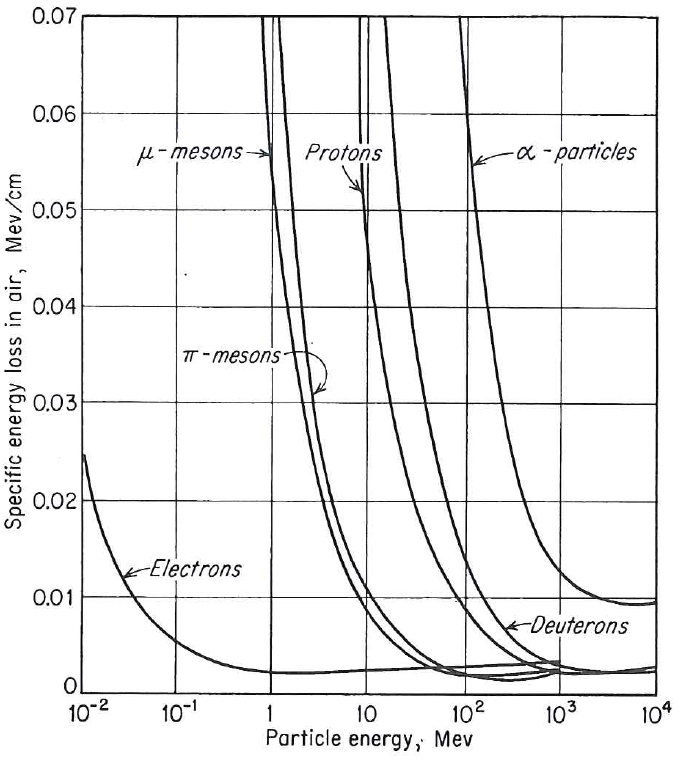 0.07
0.06
μ-mesons
Protons
α-particles
0.05
0.04
π-mesons
0.03
0.02
Electrons
0.01
Deuterons
0
10⁻²
10⁻¹
1
10
10²
10³
10⁴
Particle energy, Mev
Specific energy loss in air, Mev/cm